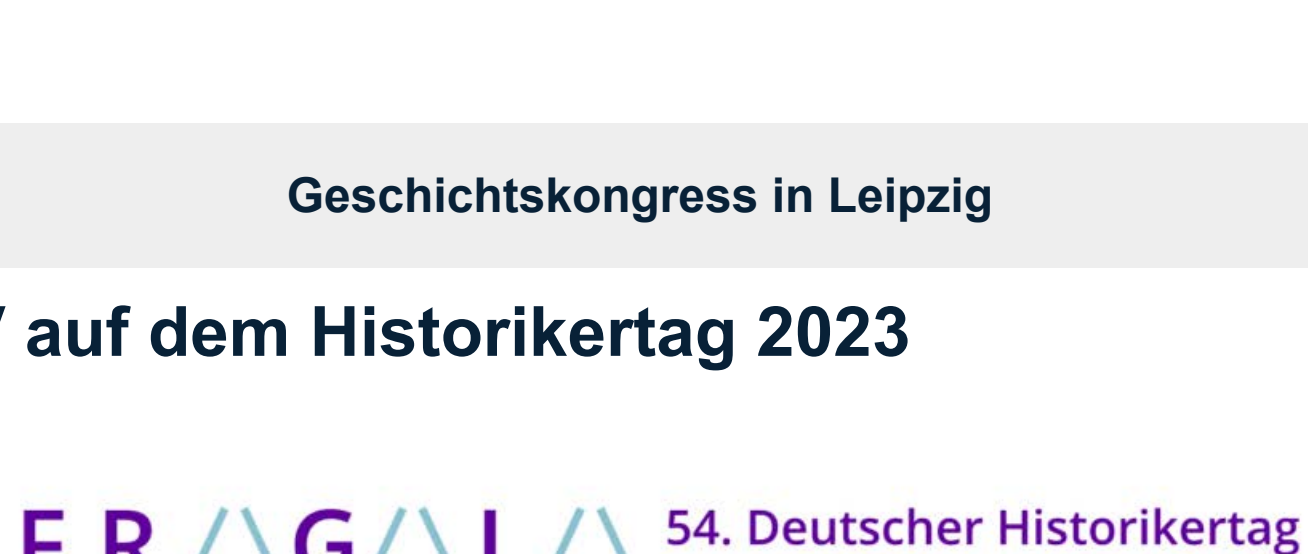 Geschichtskongress in Leipzig
auf dem Historikertag 2023
54. Deutscher Historikertag